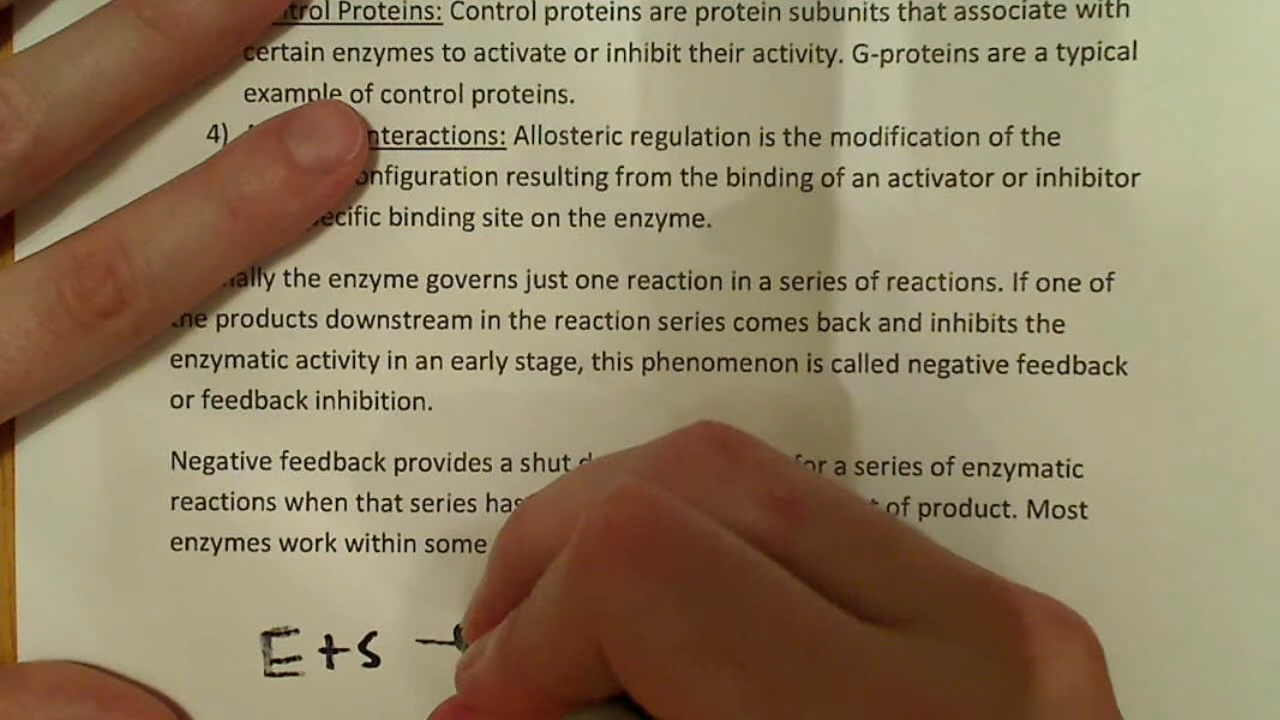 Proteins: Control proteins are protein subunits that associate with
certain enzymes to activate or inhibit their activity. G-proteins are a typical
example of control proteins.
4) Allosteric regulation is the modification of the
resulting from the binding of an activator or inhibitor
binding site on the enzyme.
the enzyme governs just one reaction in a series of reactions. If one of
the products downstream in the reaction series comes back and inhibits the
enzymatic activity in an early stage, this phenomenon is called negative feedback
or feedback inhibition.
Negative feedback provides a shut for a series of enzymatic
reactions when that series has of product. Most
enzymes work within some
E+S →